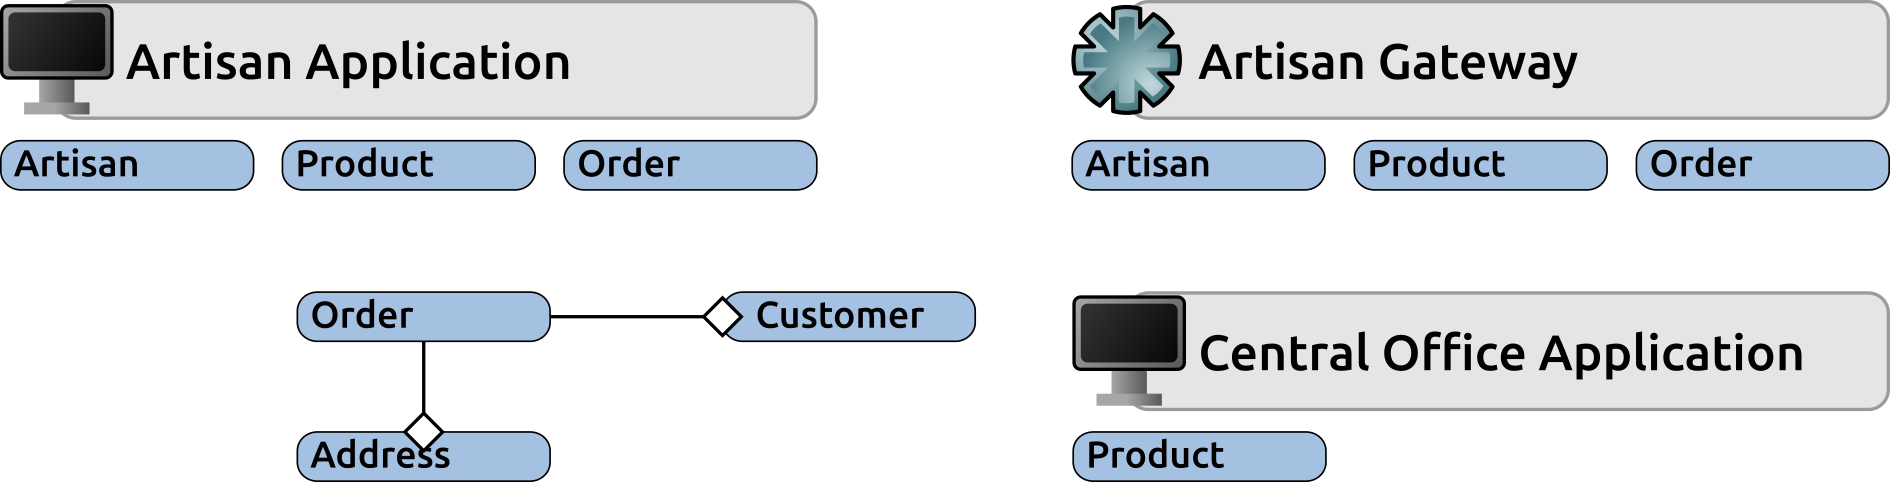 Artisan Application
Artisan Product Order
Artisan Gateway
Artisan Product Order
Order Customer
Address
Central Office Application
Product